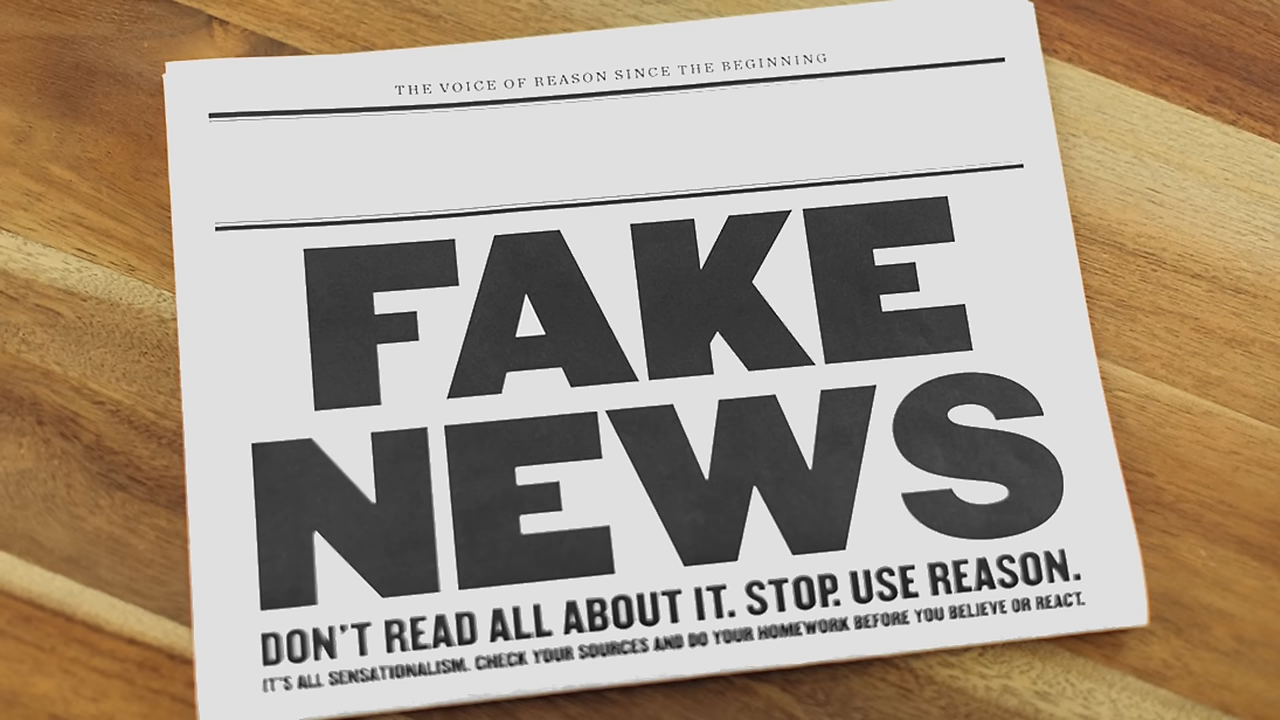 THE VOICE OF REASON SINCE THE BEGINNING
FAKE
NEWS
DON'T READ ALL ABOUT IT. STOP. USE REASON.
IT'S ALL SENSATIONALISM. CHECK YOUR SOURCES AND DO YOUR HOMEWORK BEFORE YOU BELIEVE OR REACT.